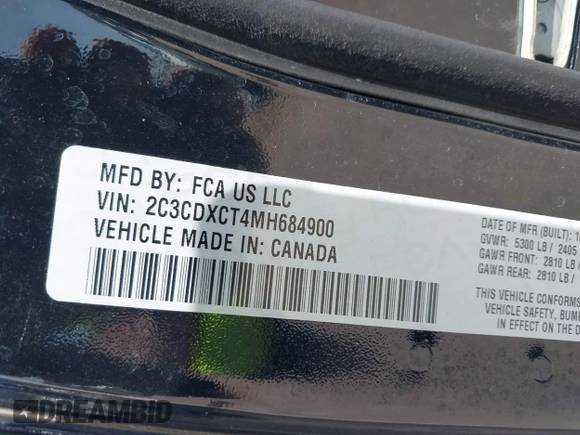 MFD BY: FCA US LLC
VIN: 2C3CDXCT4MH684900
VEHICLE MADE IN: CANADA
DATE OF MFR (BUILT):
GVWR: 5300 LB / 2405
GAWR FRONT: 2810 LB /
GAWR REAR: 2810 LB /
THIS VEHICLE CONFORMS
VEHICLE SAFETY, BUM
IN EFFECT ON THE D
DREAMBID